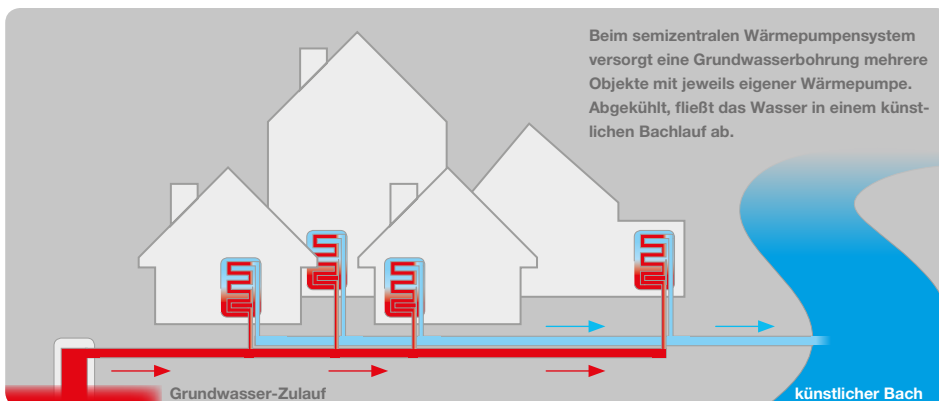 Beim semizentralen Wärmepumpensystem
versorgt eine Grundwasserbohrung mehrere
Objekte mit jeweils eigener Wärmepumpe.
Abgekühlt, fließt das Wasser in einem künst-
lichen Bachlauf ab.
Grundwasser-Zulauf
künstlicher Bach